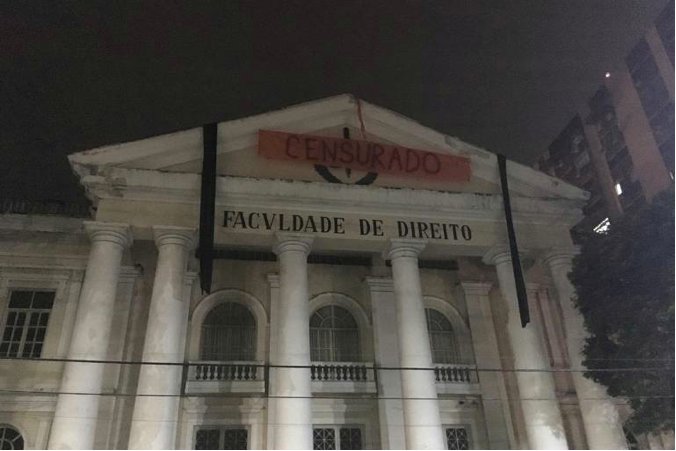 CENSURADO
FACVLDADE DE DIREITO